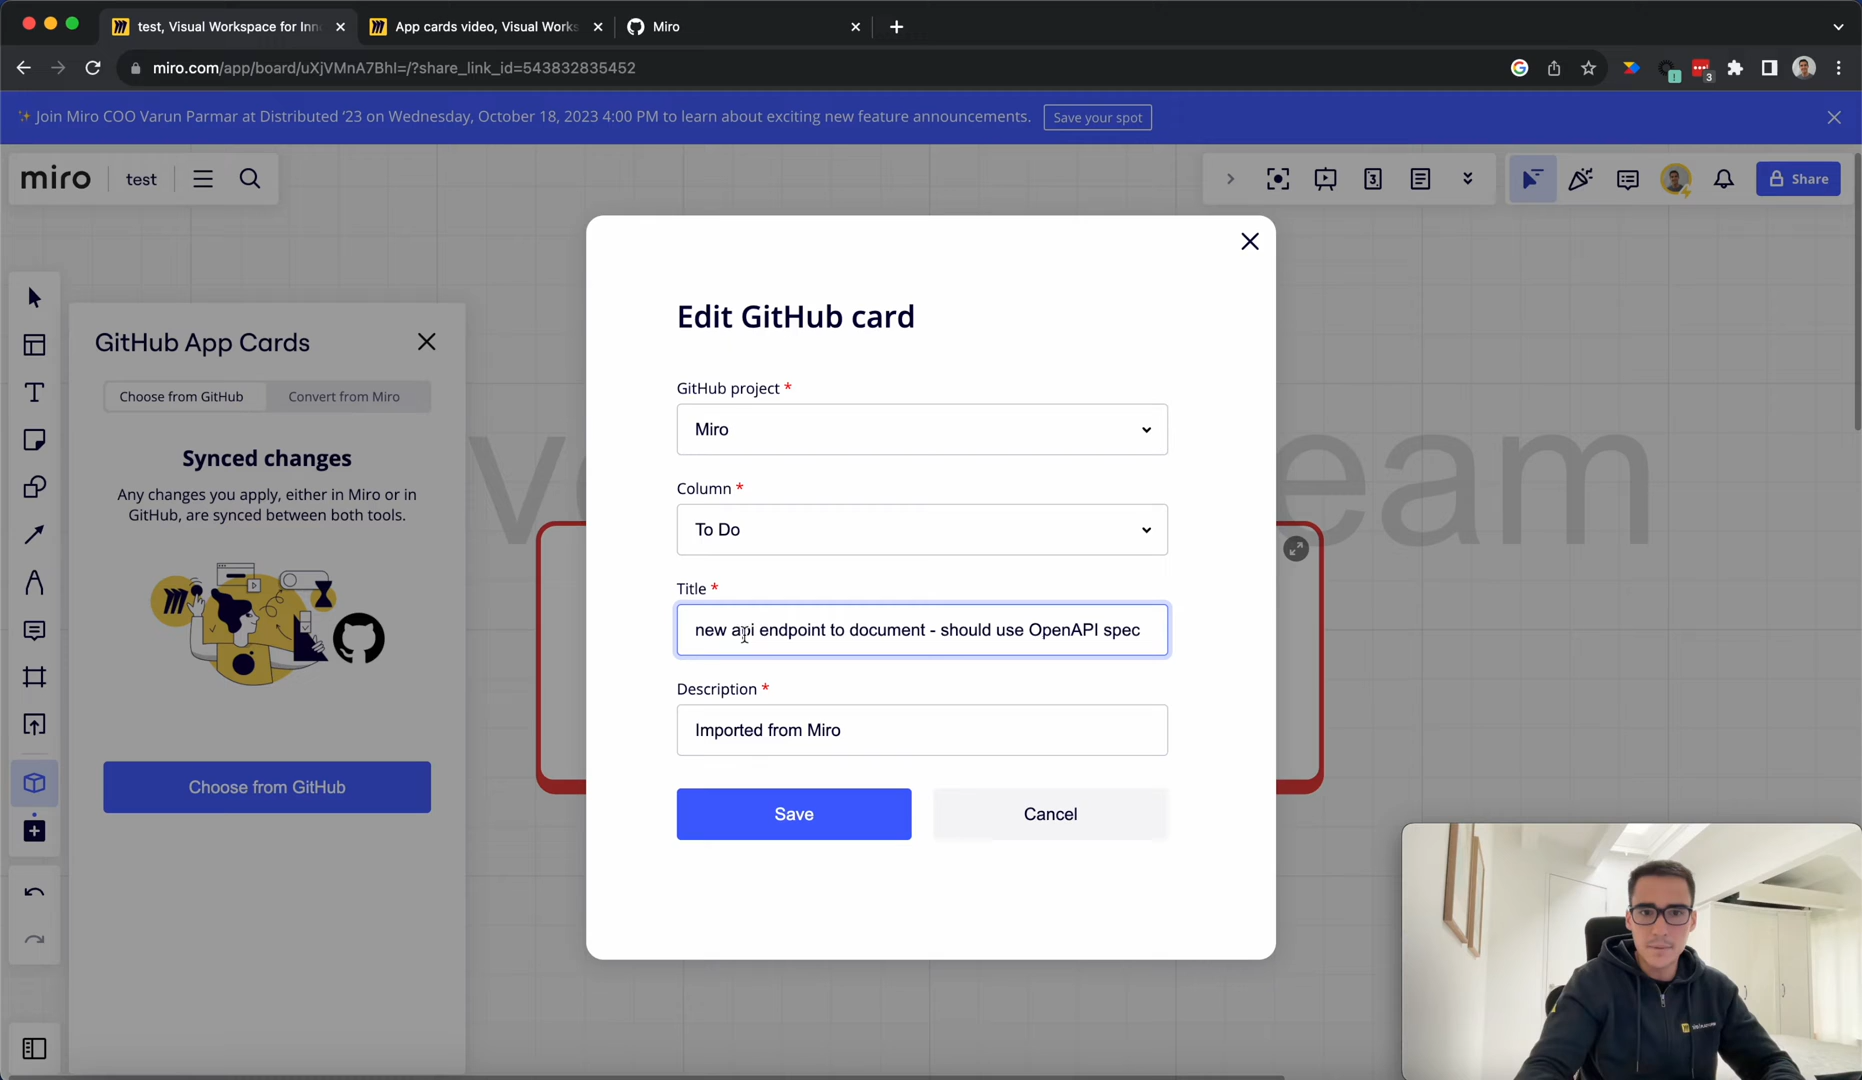 test, Visual Workspace for Inn
App cards video, Visual Works
Miro
miro.com/app/board/uXjVMnA7BhI=/?share_link_id=543832835452
3
✨ Join Miro COO Varun Parmar at Distributed ‘23 on Wednesday, October 18, 2023 4:00 PM to learn about exciting new feature announcements.
Save your spot
miro
test
3
Share
GitHub App Cards
Choose from GitHub
Convert from Miro
Synced changes
Any changes you apply, either in Miro or in
GitHub, are synced between both tools.
Choose from GitHub
Edit GitHub card
GitHub project *
Miro
Column *
To Do
Title *
new api endpoint to document - should use OpenAPI spec
Description *
Imported from Miro
Save
Cancel